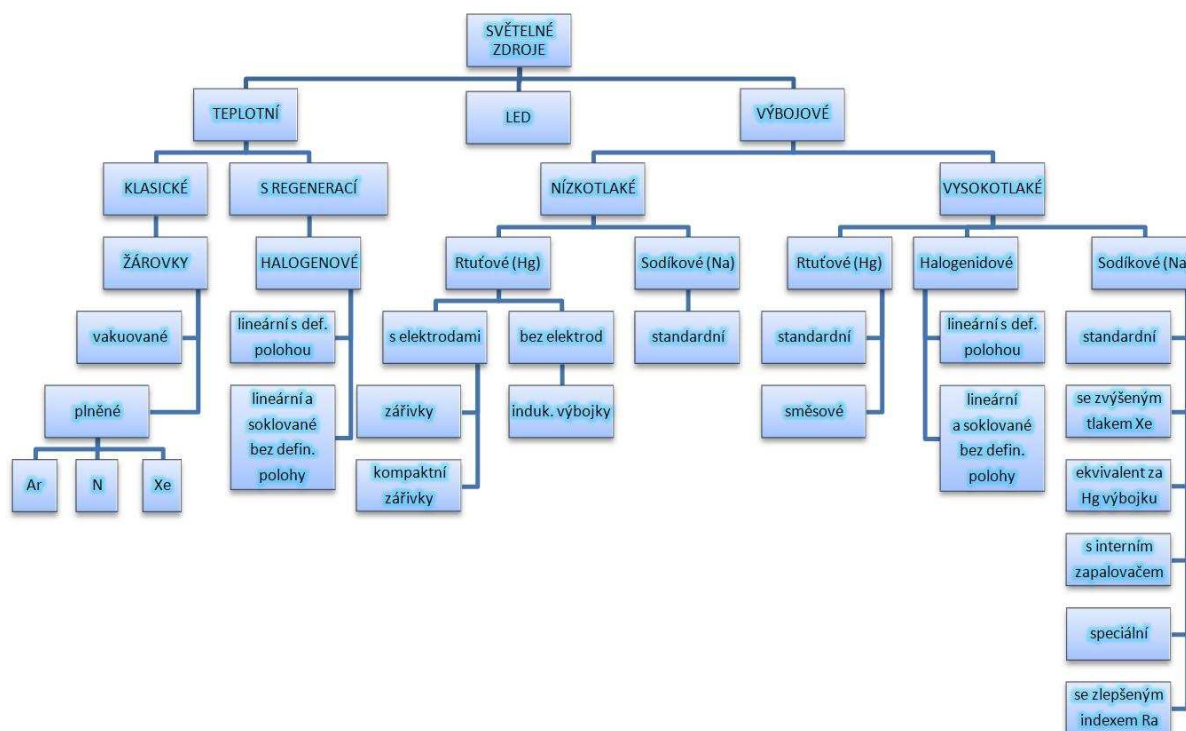 SVĚTELNÉ
ZDROJE
TEPLOTNÍ
LED
VÝBOJOVÉ
KLASICKÉ
S REGENERACÍ
NÍZKOTLAKÉ
VYSOKOTLAKÉ
ŽÁROVKY
HALOGENOVÉ
Rtuťové (Hg)
Sodíkové (Na)
Rtuťové (Hg)
Halogenidové
Sodíkové (Na
vakuované
lineární s def.
polohou
s elektrodami
bez elektrod
standardní
standardní
lineární s def.
polohou
standardní
plněné
lineární a
soklované
bez defin.
polohy
zářivky
induk. výbojky
směsové
lineární
a soklované
bez defin.
polohy
se zvýšeným
tlakem Xe
Ar
N
Xe
kompaktní
zářivky
ekvivalent za
Hg výbojku
s interním
zapalovačem
speciální
se zlepšeným
indexem Ra